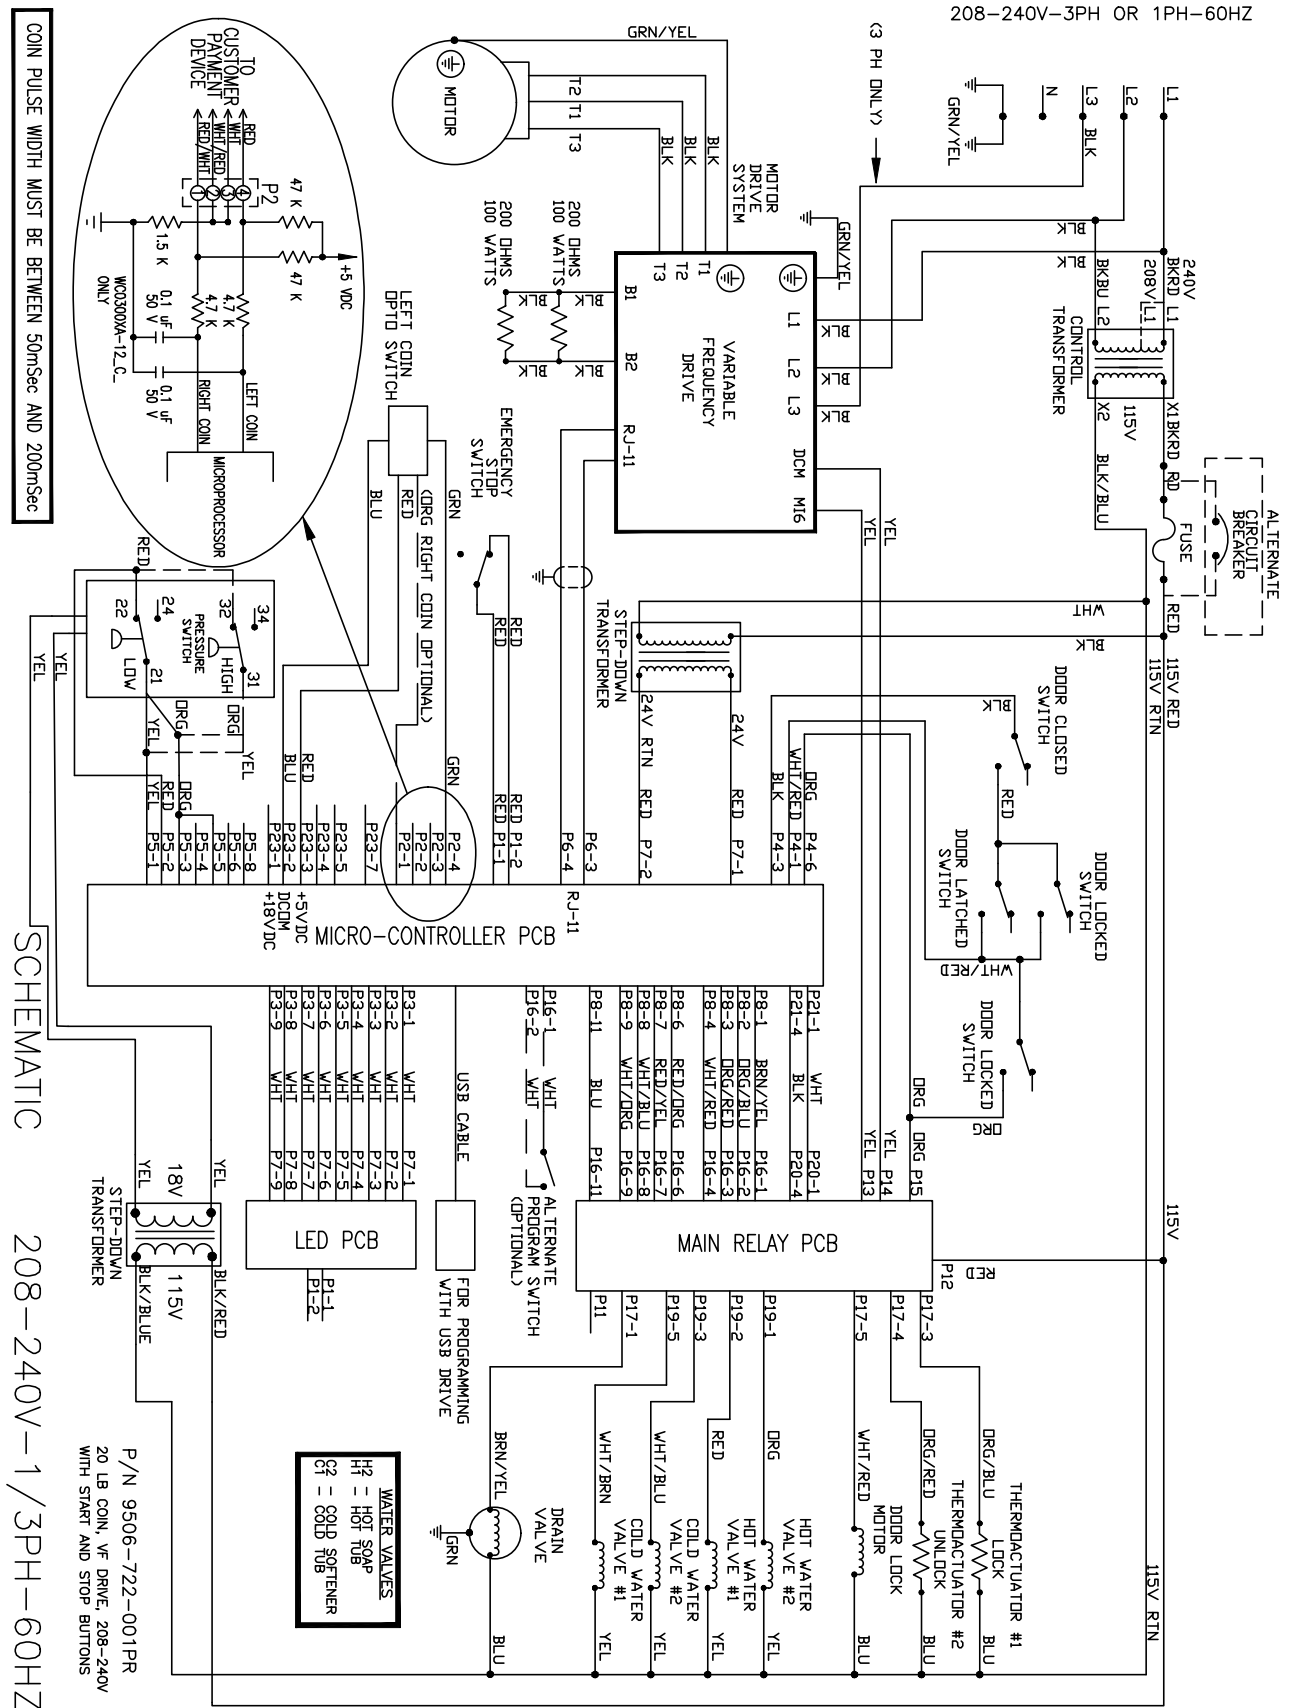 208-240V-3PH OR 1PH-60HZ
L1
L2
L3
N
BLK
GRN/YEL
(3 PH ONLY)
GRN/YEL
MOTOR
T2
T1
T3
BLK
BLK
BLK
MOTOR
DRIVE
SYSTEM
GRN/YEL
BLK
BLK
240V
BKRD L1
208V L1
BKBU L2
CONTROL
TRANSFORMER
X1
115V
X2
BKRD
RD
BLK/BLU
FUSE
ALTERNATE
CIRCUIT
BREAKER
RED
115V RED
115V RTN
WHT
BLK
T1
T2
T3
L1
L2
L3
DCM
MI6
VARIABLE
FREQUENCY
DRIVE
B1
B2
RJ-11
BLK
BLK
BLK
YEL
YEL
BLK
BLK
BLK
BLK
200 OHMS
100 WATTS
200 OHMS
100 WATTS
LEFT COIN
OPTO SWITCH
GRN
(ORG RIGHT COIN OPTIONAL)
RED
BLU
EMERGENCY
STOP
SWITCH
RED
RED
STEP-DOWN
TRANSFORMER
24V
24V RTN
RED
RED
DOOR CLOSED
SWITCH
BLK
RED
DOOR LOCKED
SWITCH
DOOR LATCHED
SWITCH
WHT/RED
DOOR LOCKED
SWITCH
ORG
ORG
WHT/RED
BLK
TO
CUSTOMER
PAYMENT
DEVICE
RED
WHT
WHT/RED
RED/WHT
P2
4
3
2
1
47 K
47 K
+5 VDC
1.5 K
4.7 K
4.7 K
0.1 uF
50 V
0.1 uF
50 V
WC0300XA-12_C_
ONLY
LEFT COIN
RIGHT COIN
MICROPROCESSOR
COIN PULSE WIDTH MUST BE BETWEEN 50mSec AND 200mSec
RED
34
32
31
HIGH
PRESSURE
SWITCH
24
22
21
LOW
YEL
YEL
ORG
ORG
YEL
YEL
ORG
RED
YEL
RED
BLU
GRN
RED
RED
P4-6
P4-1
P4-3
P7-1
P7-2
P6-3
P6-4
P1-2
P1-1
P2-4
P2-3
P2-2
P2-1
P23-7
P23-5
P23-4
P23-3
P23-2
P23-1
P5-8
P5-6
P5-5
P5-4
P5-3
P5-2
P5-1
RJ-11
+5VDC
DCOM
+18VDC
MICRO-CONTROLLER PCB
P21-1
P21-4
P8-1
P8-2
P8-3
P8-4
P8-6
P8-7
P8-8
P8-9
P8-11
P16-1
P16-2
P3-1
P3-2
P3-3
P3-4
P3-5
P3-6
P3-7
P3-8
P3-9
WHT
BLK
BRN/YEL
ORG/BLU
ORG/RED
WHT/RED
RED/ORG
RED/YEL
WHT/BLU
WHT/ORG
BLU
WHT
WHT
USB CABLE
WHT
WHT
WHT
WHT
WHT
WHT
WHT
WHT
WHT
ORG
ORG P15
YEL P14
YEL P13
P20-1
P20-4
P16-1
P16-2
P16-3
P16-4
P16-6
P16-7
P16-8
P16-9
P16-11
P7-1
P7-2
P7-3
P7-4
P7-5
P7-6
P7-7
P7-8
P7-9
MAIN RELAY PCB
P12
RED
115V
ALTERNATE
PROGRAM SWITCH
(OPTIONAL)
FOR PROGRAMMING
WITH USB DRIVE
LED PCB
P1-1
P1-2
YEL
YEL
18V
115V
STEP-DOWN
TRANSFORMER
BLK/RED
BLK/BLUE
P17-3
P17-4
P17-5
P19-1
P19-2
P19-3
P19-5
P17-1
P11
ORG/BLU
ORG/RED
WHT/RED
ORG
RED
WHT/BLU
WHT/BRN
BRN/YEL
THERMOACTUATOR #1
LOCK
THERMOACTUATOR #2
UNLOCK
DOOR LOCK
MOTOR
HOT WATER
VALVE #2
HOT WATER
VALVE #1
COLD WATER
VALVE #2
COLD WATER
VALVE #1
DRAIN
VALVE
GRN
BLU
BLU
BLU
YEL
YEL
YEL
YEL
BLU
115V RTN
WATER VALVES
H2 - HOT SOAP
H1 - HOT TUB
C2 - COLD SOFTENER
C1 - COLD TUB
P/N 9506-722-001PR
20 LB COIN, VF DRIVE, 208-240V
WITH START AND STOP BUTTONS
SCHEMATIC 208-240V-1/3PH-60HZ